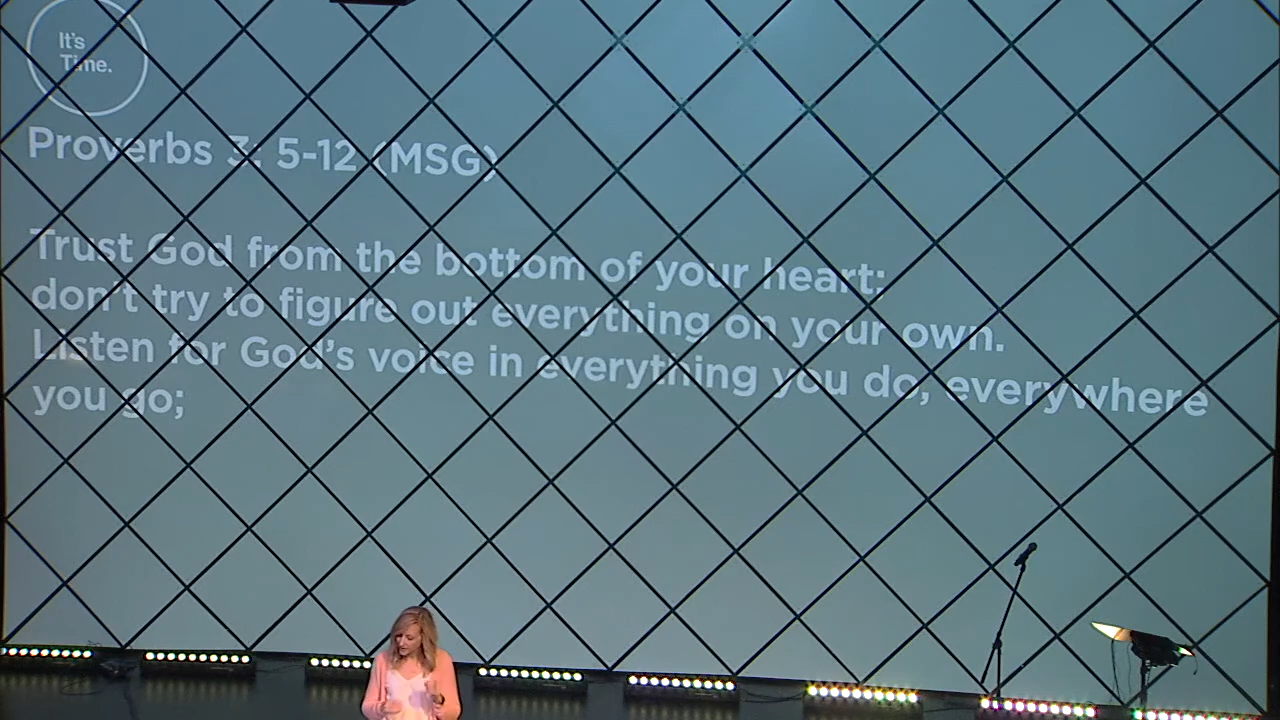 It's
Time.
Proverbs 3: 5-12 (MSG)
Trust God from the bottom of your heart;
don't try to figure out everything on your own.
Listen for God's voice in everything you do, everywhere
you go;